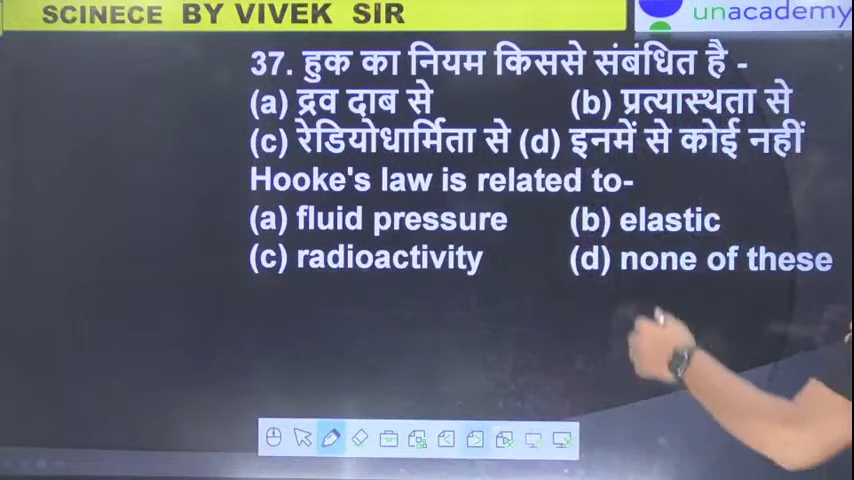 SCINECE BY VIVEK SIR
unacademy
37. हुक का नियम किससे संबंधित है -
(a) द्रव दाब से (b) प्रत्यास्थता से
(c) रेडियोधार्मिता से (d) इनमें से कोई नहीं
Hooke's law is related to-
(a) fluid pressure (b) elastic
(c) radioactivity (d) none of these